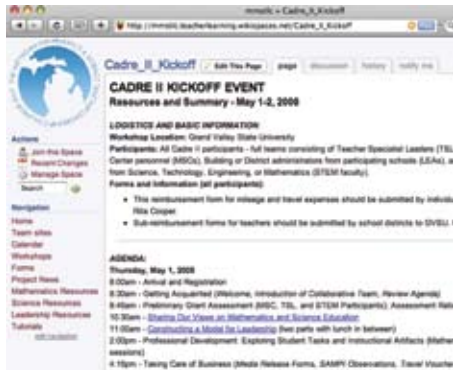 mmstlc - Cadre_II_Kickoff
http://mmstlc.teacherlearning.wikispaces.net/Cadre_II_Kickoff
Cadre_II_Kickoff Edit This Page page discussion history notify me
CADRE II KICKOFF EVENT
Resources and Summary - May 1-2, 2008
LOGISTICS AND BASIC INFORMATION
Workshop Location: Grand Valley State University
Participants: All Cadre II participants - full teams consisting of Teacher Specialist Leaders (TSL
Center personnel (MSCs), Building or District administrators from participating schools (LEAs), a
from Science, Technology, Engineering, or Mathematics (STEM faculty).
Forms and Information (all participants):
This reimbursement form for mileage and travel expenses should be submitted by individu
Rita Cooper.
Sub-reimbursement forms for teachers should be submitted by school districts to GVSU.
AGENDA:
Thursday, May 1, 2008
8:00am - Arrival and Registration
8:30am - Getting Acquainted (Welcome, Introduction of Collaborative Team, Review Agenda)
8:45am - Preliminary Grant Assessment (MSC, TSL, and STEM Participants); Assessment
10:30am - Sharing Our Views on Mathematics and Science Education
11:00am - Constructing a Model for Leadership (two parts with lunch in between)
2:00pm - Professional Development: Exploring Student Tasks and Instructional Artifacts
sessions)
4:15pm - Taking Care of Business (Media Release Forms, SAMPI Observations, Travel Voucher
Actions
Join this Space
Recent Changes
Manage Space
Search
Navigation
Home
Team sites
Calendar
Workshops
Forms
Project News
Mathematics Resources
Science Resources
Leadership Resources
Tutorials
edit navigation